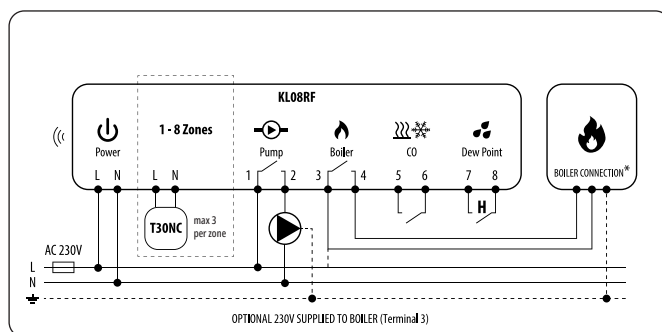 KL08RF
1 - 8 Zones
Power
Pump
Boiler
CO
Dew Point
BOILER CONNECTION*
L N L N 1 2 3 4 5 6 7 8
H
T30NC
max 3
per zone
AC 230V
L
N
OPTIONAL 230V SUPPLIED TO BOILER (Terminal 3)